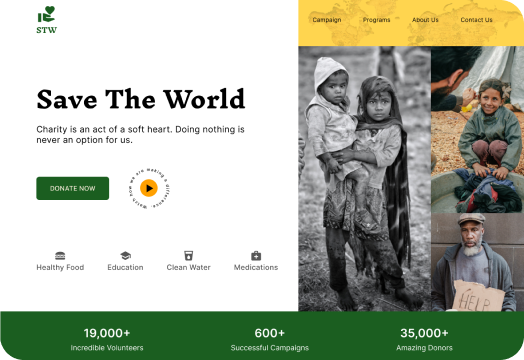 STW
Campaign Programs About Us Contact Us
Save The World
Charity is an act of a soft heart. Doing nothing is
never an option for us.
DONATE NOW
Watch how we are making a difference.
Healthy Food Education Clean Water Medications
HELP
19,000+ 600+ 35,000+
Incredible Volunteers Successful Campaigns Amazing Donors